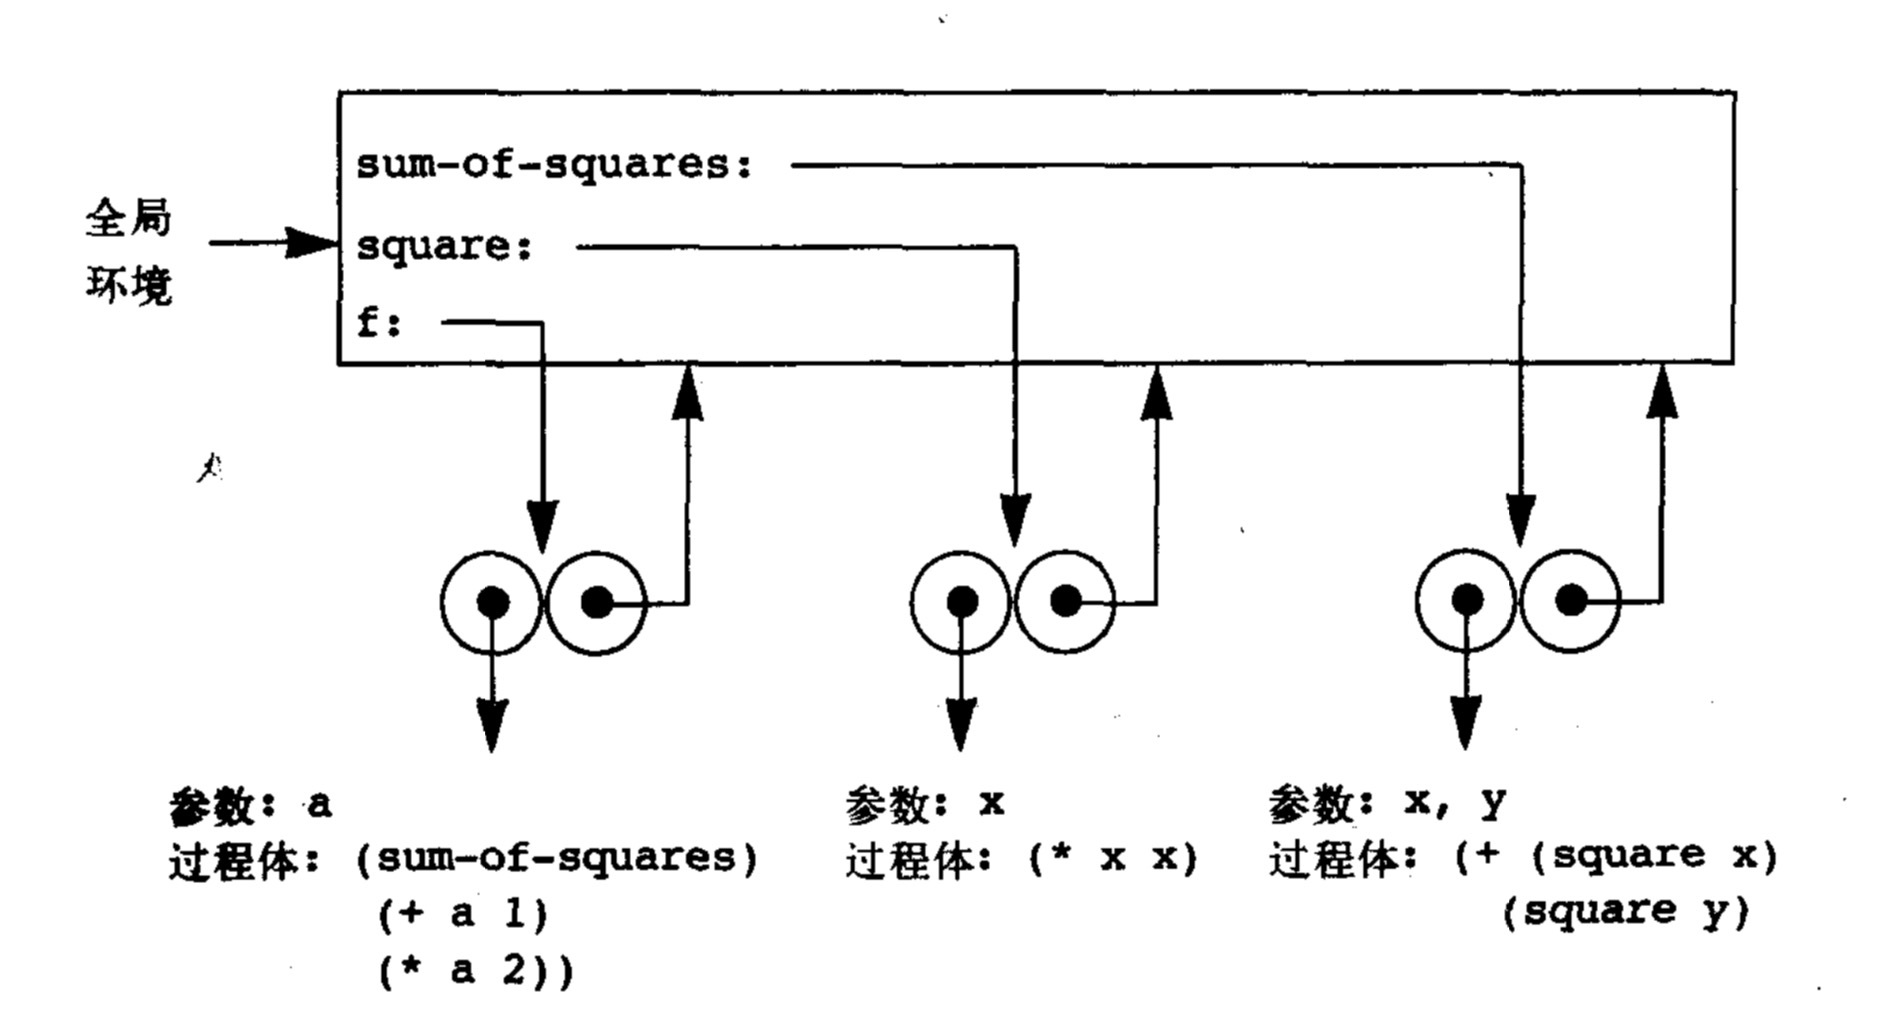 sum-of-squares:
全局
环境
square:
f:
参数: a
过程体: (sum-of-squares)
(+ a 1)
(* a 2))
参数: x
过程体: (* x x)
参数: x, y
过程体: (+ (square x)
(square y)